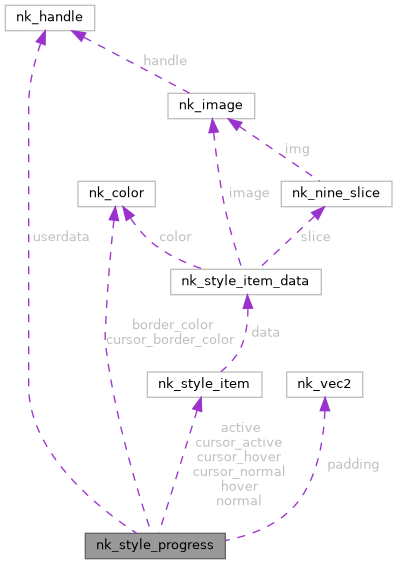 nk_handle
handle
nk_image
img
nk_color
image
nk_nine_slice
userdata
color
slice
nk_style_item_data
border_color
cursor_border_color
data
nk_style_item
nk_vec2
active
cursor_active
cursor_hover
cursor_normal
hover
normal
padding
nk_style_progress